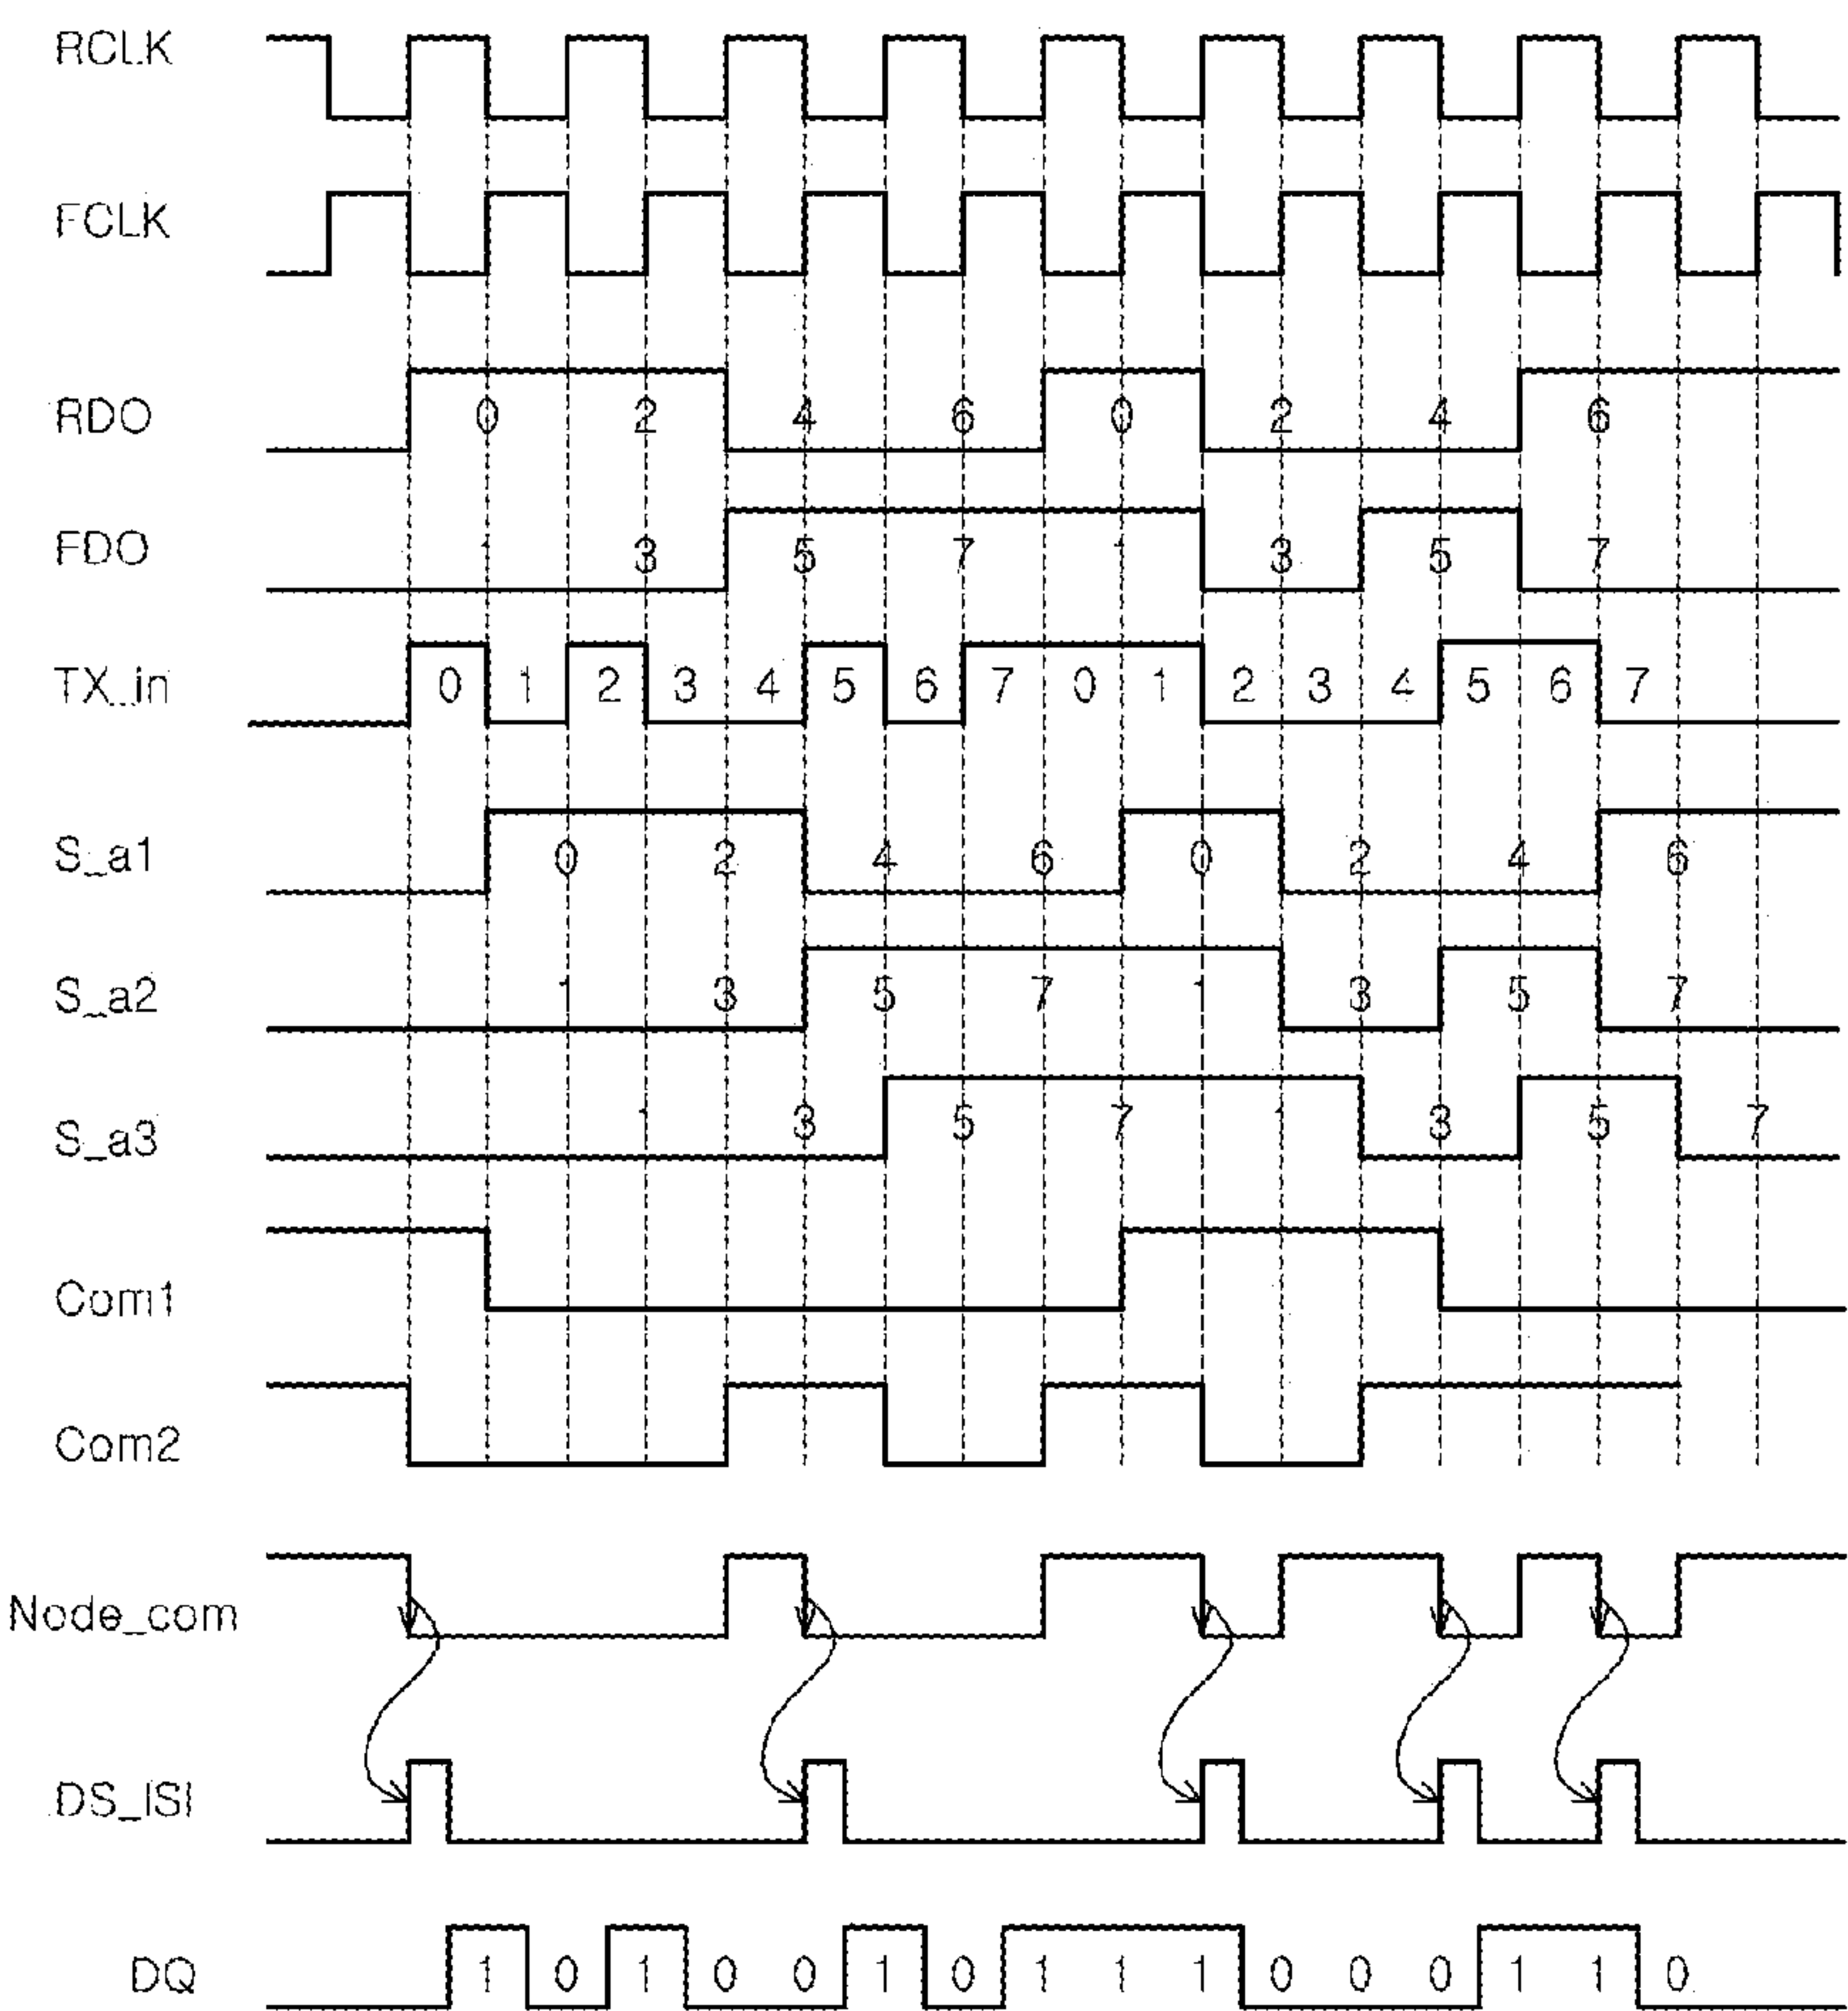 RCLK
FCLK
RDO 0 2 4 6 0 2 4 6
FDO 1 3 5 7 1 3 5 7
TX_in 0 1 2 3 4 5 6 7 0 1 2 3 4 5 6 7
S_a1 0 2 4 6 0 2 4 6
S_a2 1 3 5 7 1 3 5 7
S_a3 1 3 5 7 1 3 5 7
Com1
Com2
Node_com
DS_ISI
DQ 1 0 1 0 0 1 0 1 1 1 0 0 0 1 1 0